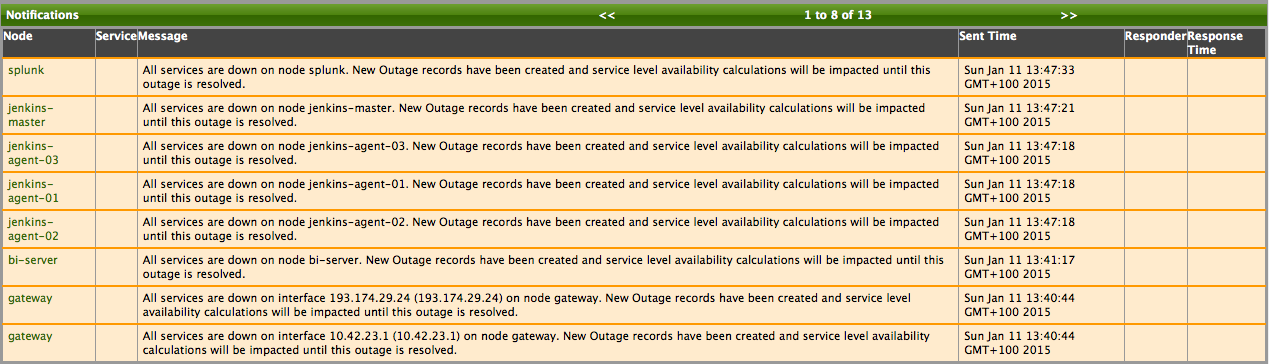 Notifications << 1 to 8 of 13 >>
Node Service Message Sent Time Responder Response
Time
splunk All services are down on node splunk. New Outage records have been created and service level availability calculations will be impacted until this Sun Jan 11 13:47:33
outage is resolved. GMT+100 2015
jenkins- All services are down on node jenkins-master. New Outage records have been created and service level availability calculations will be impacted Sun Jan 11 13:47:21
master until this outage is resolved. GMT+100 2015
jenkins- All services are down on node jenkins-agent-03. New Outage records have been created and service level availability calculations will be impacted Sun Jan 11 13:47:18
agent-03 until this outage is resolved. GMT+100 2015
jenkins- All services are down on node jenkins-agent-01. New Outage records have been created and service level availability calculations will be impacted Sun Jan 11 13:47:18
agent-01 until this outage is resolved. GMT+100 2015
jenkins- All services are down on node jenkins-agent-02. New Outage records have been created and service level availability calculations will be impacted Sun Jan 11 13:47:18
agent-02 until this outage is resolved. GMT+100 2015
bi-server All services are down on node bi-server. New Outage records have been created and service level availability calculations will be impacted until this Sun Jan 11 13:41:17
outage is resolved. GMT+100 2015
gateway All services are down on interface 193.174.29.24 (193.174.29.24) on node gateway. New Outage records have been created and service level Sun Jan 11 13:40:44
availability calculations will be impacted until this outage is resolved. GMT+100 2015
gateway All services are down on interface 10.42.23.1 (10.42.23.1) on node gateway. New Outage records have been created and service level availability Sun Jan 11 13:40:44
calculations will be impacted until this outage is resolved. GMT+100 2015